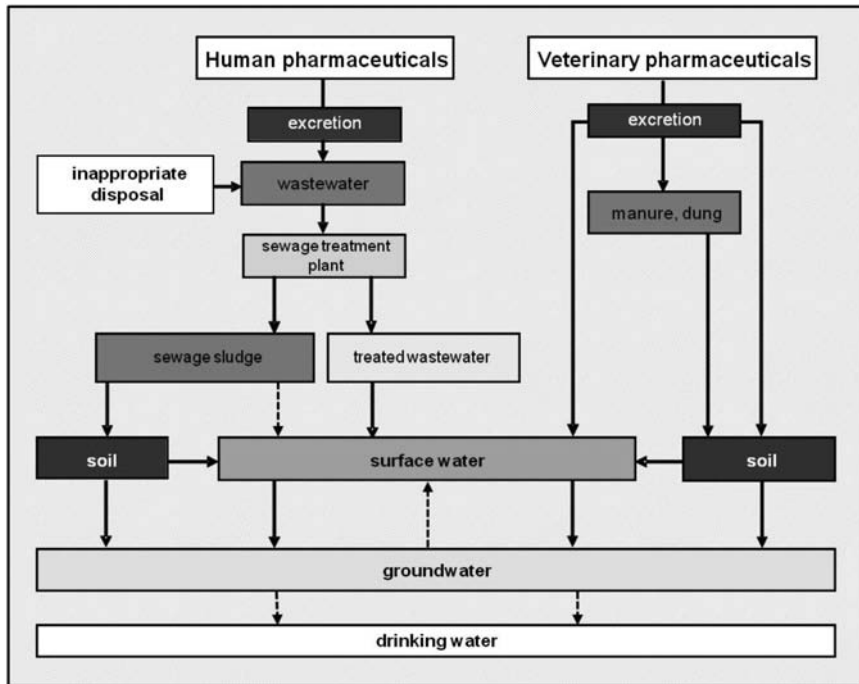 Human pharmaceuticals
Veterinary pharmaceuticals
excretion
excretion
inappropriate
disposal
wastewater
manure, dung
sewage treatment
plant
sewage sludge
treated wastewater
soil
surface water
soil
groundwater
drinking water